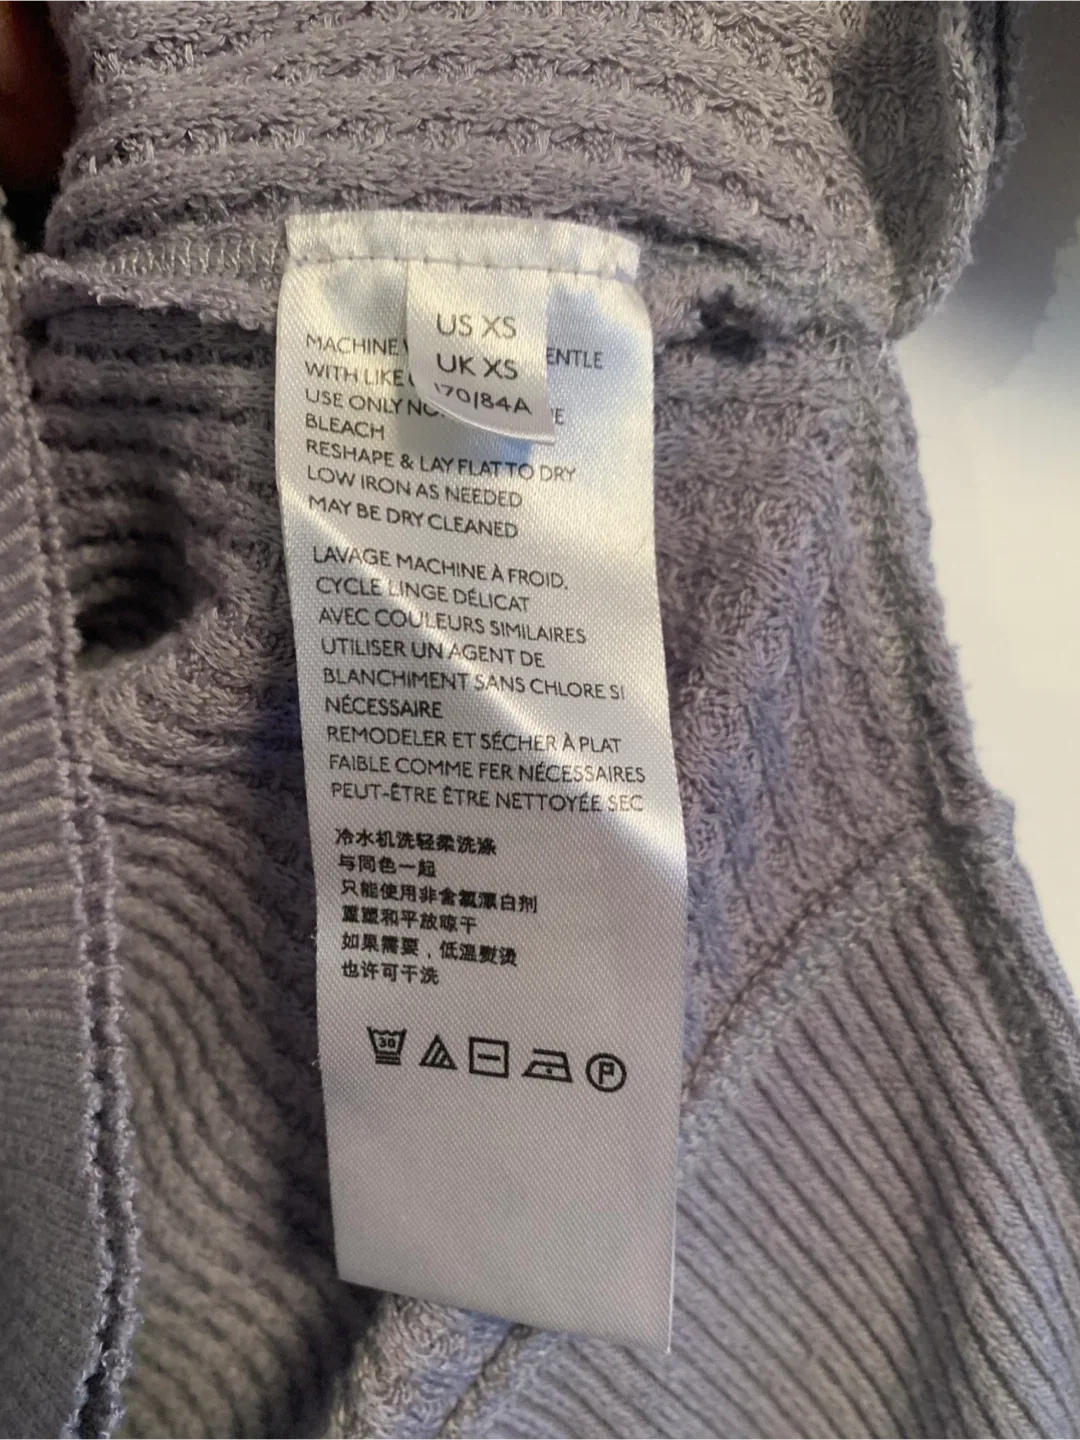 US XS
UK XS
170/84A
MACHINE ENTLE
WITH LIKE
USE ONLY
BLEACH
RESHAPE & LAY FLAT TO DRY
LOW IRON AS NEEDED
MAY BE DRY CLEANED
LAVAGE MACHINE À FROID,
CYCLE LINGE DÉLICAT
AVEC COULEURS SIMILAIRES
UTILISER UN AGENT DE
BLANCHIMENT SANS CHLORE SI
NÉCESSAIRE
REMODELER ET SÉCHER À PLAT
FAIBLE COMME FER NÉCESSAIRES
PEUT-ÊTRE ÊTRE NETTOYÉE SEC
冷水机洗轻柔洗涤
与同色一起
只能使用非含氯漂白剂
重塑和平放晾干
如果需要，低温熨烫
也许可干洗
30
P